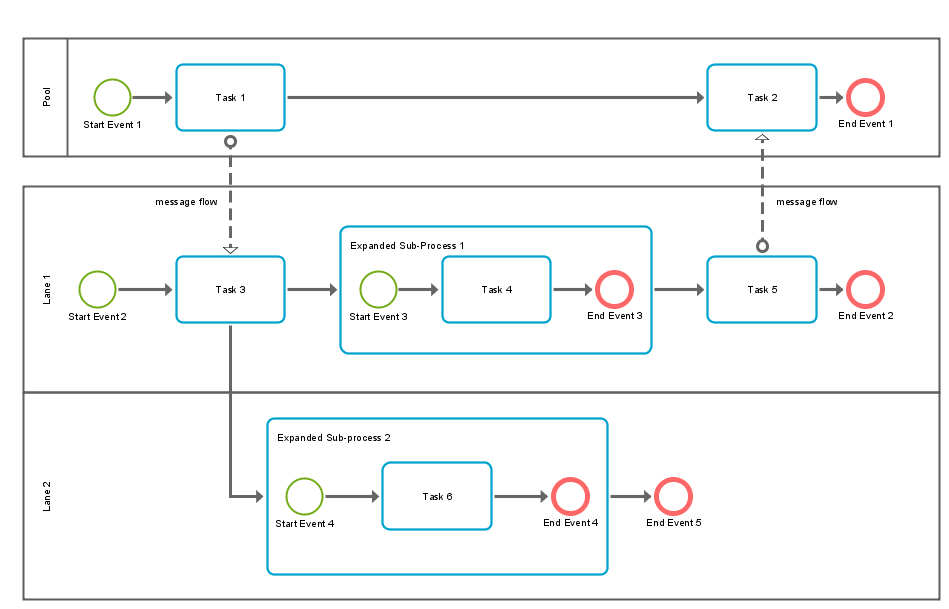 Pool
Task 1
Task 2
Start Event 1
End Event 1
message flow
message flow
Lane 1
Expanded Sub-Process 1
Task 3
Task 4
Task 5
Start Event 2
Start Event 3
End Event 3
End Event 2
Lane 2
Expanded Sub-process 2
Task 6
Start Event 4
End Event 4
End Event 5